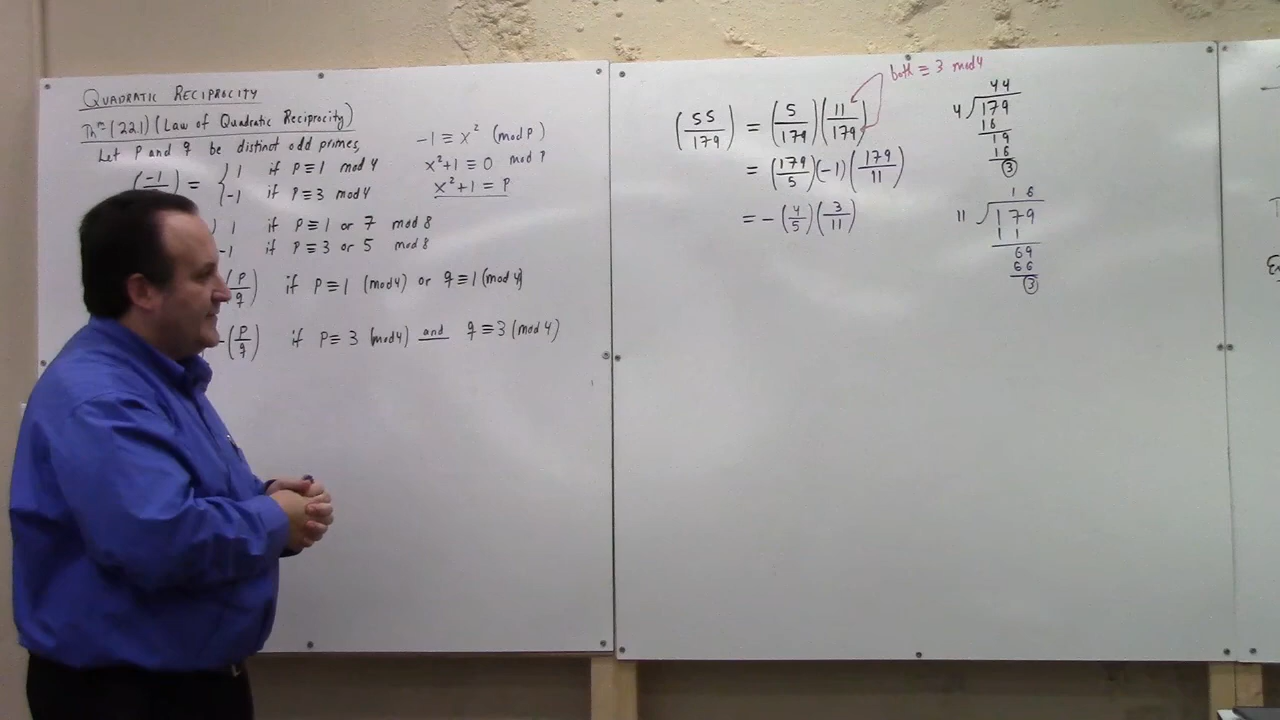 QUADRATIC RECIPROCITY
Thm (22.1) (Law of Quadratic Reciprocity)
Let P and q be distinct odd primes,
(-1/P) = { 1 if P ≡ 1 mod 4
-1 if P ≡ 3 mod 4
1 if P ≡ 1 or 7 mod 8
-1 if P ≡ 3 or 5 mod 8
(P/q) if P ≡ 1 (mod 4) or q ≡ 1 (mod 4)
-(P/q) if P ≡ 3 (mod 4) and q ≡ 3 (mod 4)
-1 ≡ x² (mod P)
x²+1 ≡ 0 mod P
x²+1 = P
both ≡ 3 mod 4
(55/179) = (5/179)(11/179)
= (179/5)(-1)(179/11)
= -(4/5)(3/11)
44
4 179
16
19
16
3
16
11 179
11
69
66
3